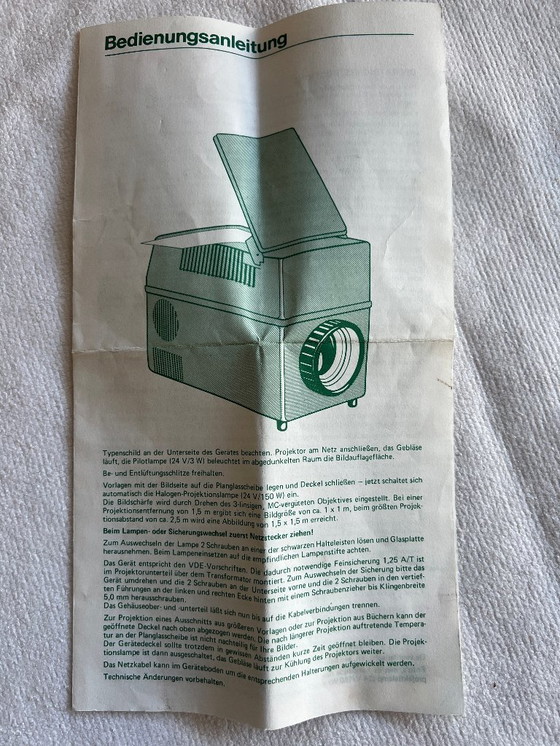 Bedienungsanleitung
Typenschild an der Unterseite des Gerätes beachten. Projektor am Netz anschließen, das Gebläse
läuft, die Pilotlampe (24 V/3 W) beleuchtet im abgedunkelten Raum die Bildauflagefläche.
Be- und Entlüftungsschlitze freihalten.
Vorlagen mit der Bildseite auf die Planglasscheibe legen und Deckel schließen – jetzt schaltet sich
automatisch die Halogen-Projektionslampe (24 V/150 W) ein.
Die Bildschärfe wird durch Drehen des 3-linsigen, MC-vergüteten Objektives eingestellt. Bei einer
Projektionsentfernung von 1,5 m ergibt sich eine Bildgröße von ca. 1 x 1 m, beim größten Projek-
tionsabstand von ca. 2,5 m wird eine Abbildung von 1,5 x 1,5 m erreicht.
Beim Lampen- oder Sicherungswechsel zuerst Netzstecker ziehen!
Zum Auswechseln der Lampe 2 Schrauben an einer der schwarzen Halteleisten lösen und Glasplatte
herausnehmen. Beim Lampeneinsetzen auf die empfindlichen Lampenstifte achten.
Das Gerät entspricht den VDE-Vorschriften. Die dadurch notwendige Feinsicherung 1,25 A/T ist
im Projektorunterteil über dem Transformator montiert. Zum Auswechseln der Sicherung bitte das
Gerät umdrehen und die 2 Schrauben an der Unterseite vorne und die 2 Schrauben in den vertief-
ten Führungen an der linken und rechten Ecke hinten mit einem Schraubenzieher bis Klingenbreite
5,0 mm herausschrauben.
Das Gehäuseober- und -unterteil läßt sich nun bis auf die Kabelverbindungen trennen.
Zur Projektion eines Ausschnitts aus größeren Vorlagen oder zur Projektion aus Büchern kann der
geöffnete Deckel nach oben abgezogen werden. Die nach längerer Projektion auftretende Tempera-
tur an der Planglasscheibe ist nicht nachteilig für Ihre Bilder.
Der Gerätedeckel sollte trotzdem in gewissen Abständen kurze Zeit geöffnet bleiben. Die Projek-
tionslampe ist dann ausgeschaltet, das Gebläse läuft zur Kühlung des Projektors weiter.
Das Netzkabel kann im Geräteboden um die entsprechenden Halterungen aufgewickelt werden.
Technische Änderungen vorbehalten.